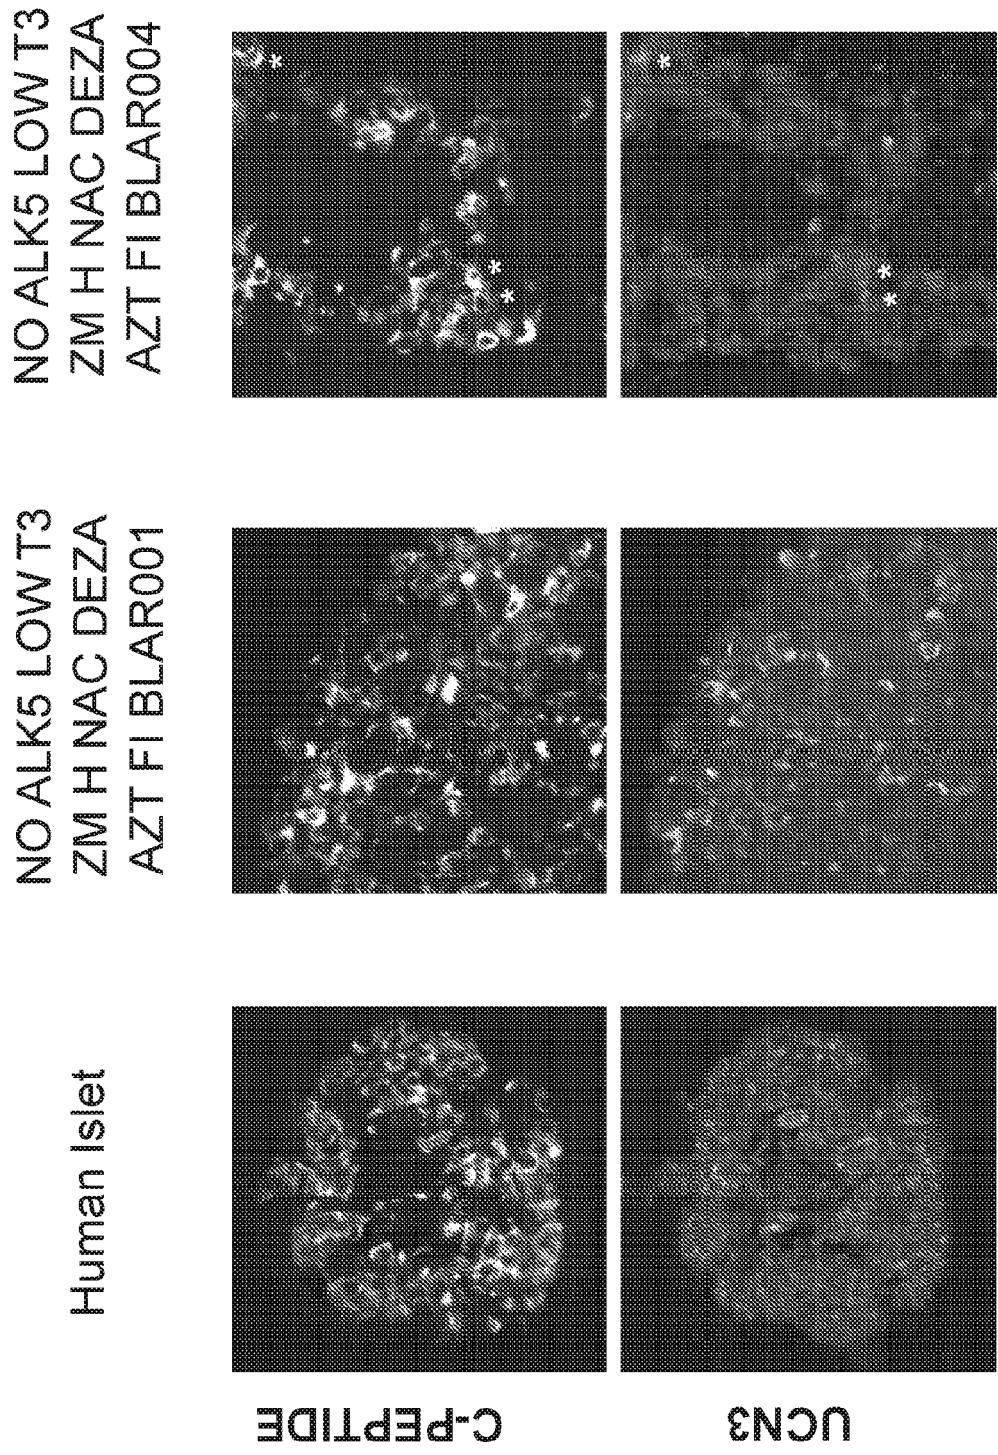 Human Islet
NO ALK5 LOW T3
ZM H NAC DEZA
AZT FI BLAR001
NO ALK5 LOW T3
ZM H NAC DEZA
AZT FI BLAR004
C-PEPTIDE
*
*
*
UCN3
*
*
*